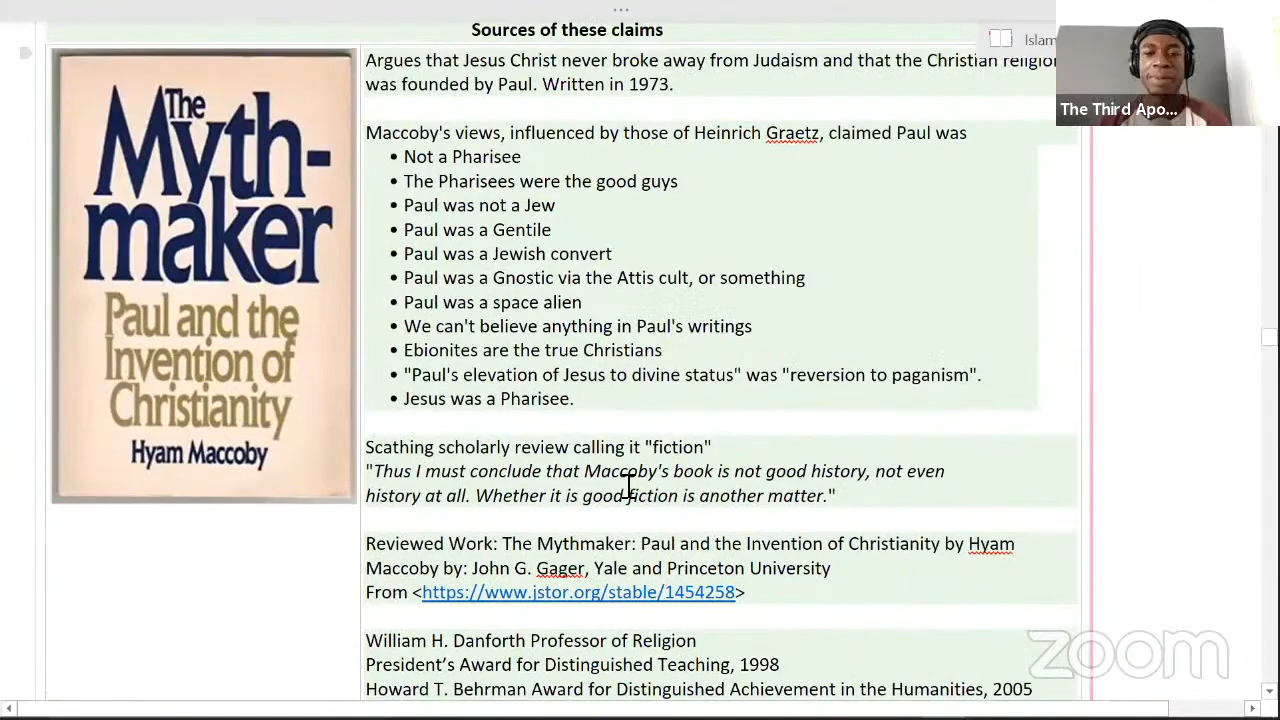 Sources of these claims
Islam
The Third Apo...
The
Myth-
maker
Paul and the
Invention of
Christianity
Hyam Maccoby
Argues that Jesus Christ never broke away from Judaism and that the Christian religion
was founded by Paul. Written in 1973.
Maccoby's views, influenced by those of Heinrich Graetz, claimed Paul was
• Not a Pharisee
• The Pharisees were the good guys
• Paul was not a Jew
• Paul was a Gentile
• Paul was a Jewish convert
• Paul was a Gnostic via the Attis cult, or something
• Paul was a space alien
• We can't believe anything in Paul's writings
• Ebionites are the true Christians
• "Paul's elevation of Jesus to divine status" was "reversion to paganism".
• Jesus was a Pharisee.
Scathing scholarly review calling it "fiction"
"Thus I must conclude that Maccoby's book is not good history, not even
history at all. Whether it is good fiction is another matter."
Reviewed Work: The Mythmaker: Paul and the Invention of Christianity by Hyam
Maccoby by: John G. Gager, Yale and Princeton University
From <https://www.jstor.org/stable/1454258>
William H. Danforth Professor of Religion
President’s Award for Distinguished Teaching, 1998
Howard T. Behrman Award for Distinguished Achievement in the Humanities, 2005
zoom